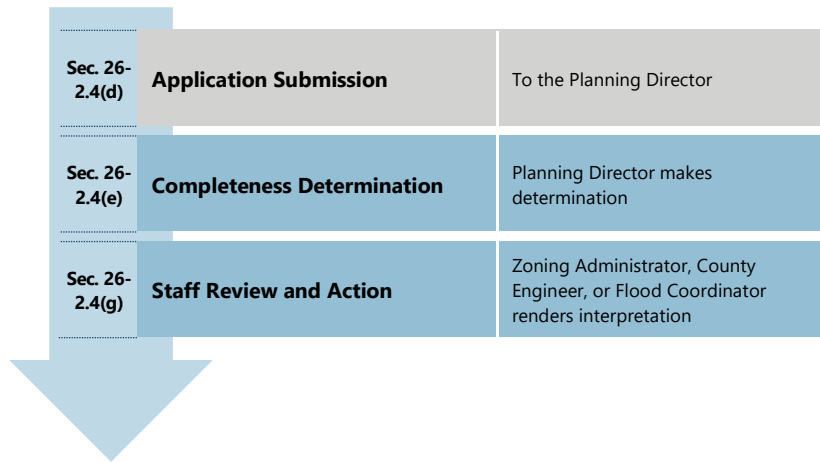 Sec. 26-
2.4(d)
Application Submission
To the Planning Director
Sec. 26-
2.4(e)
Completeness Determination
Planning Director makes
determination
Sec. 26-
2.4(g)
Staff Review and Action
Zoning Administrator, County
Engineer, or Flood Coordinator
renders interpretation